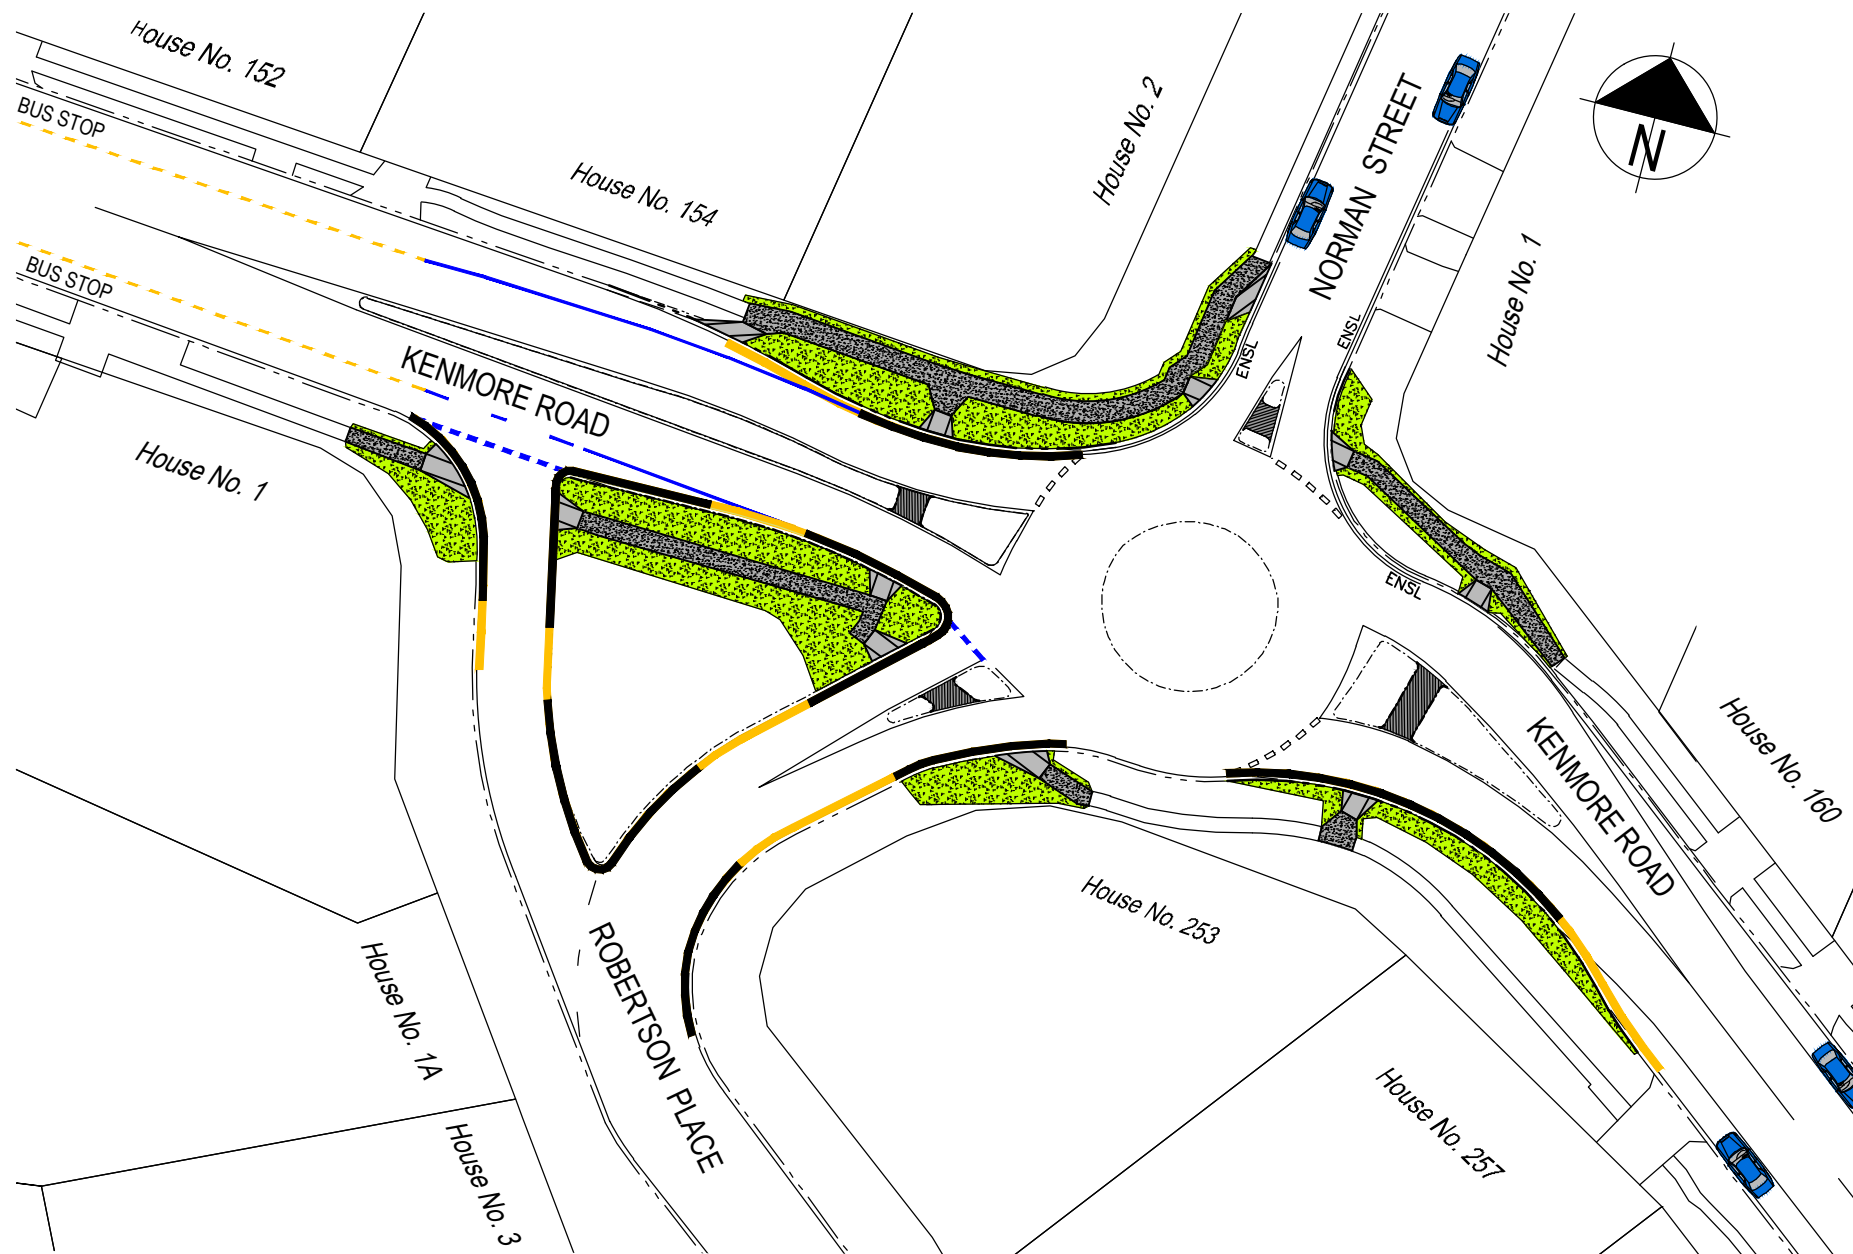 House No. 152
BUS STOP
House No. 154
House No. 2
NORMAN STREET
N
House No. 1
BUS STOP
KENMORE ROAD
ENSL
ENSL
House No. 1
ENSL
KENMORE ROAD
House No. 160
House No. 253
House No. 1A
ROBERTSON PLACE
House No. 257
House No. 3